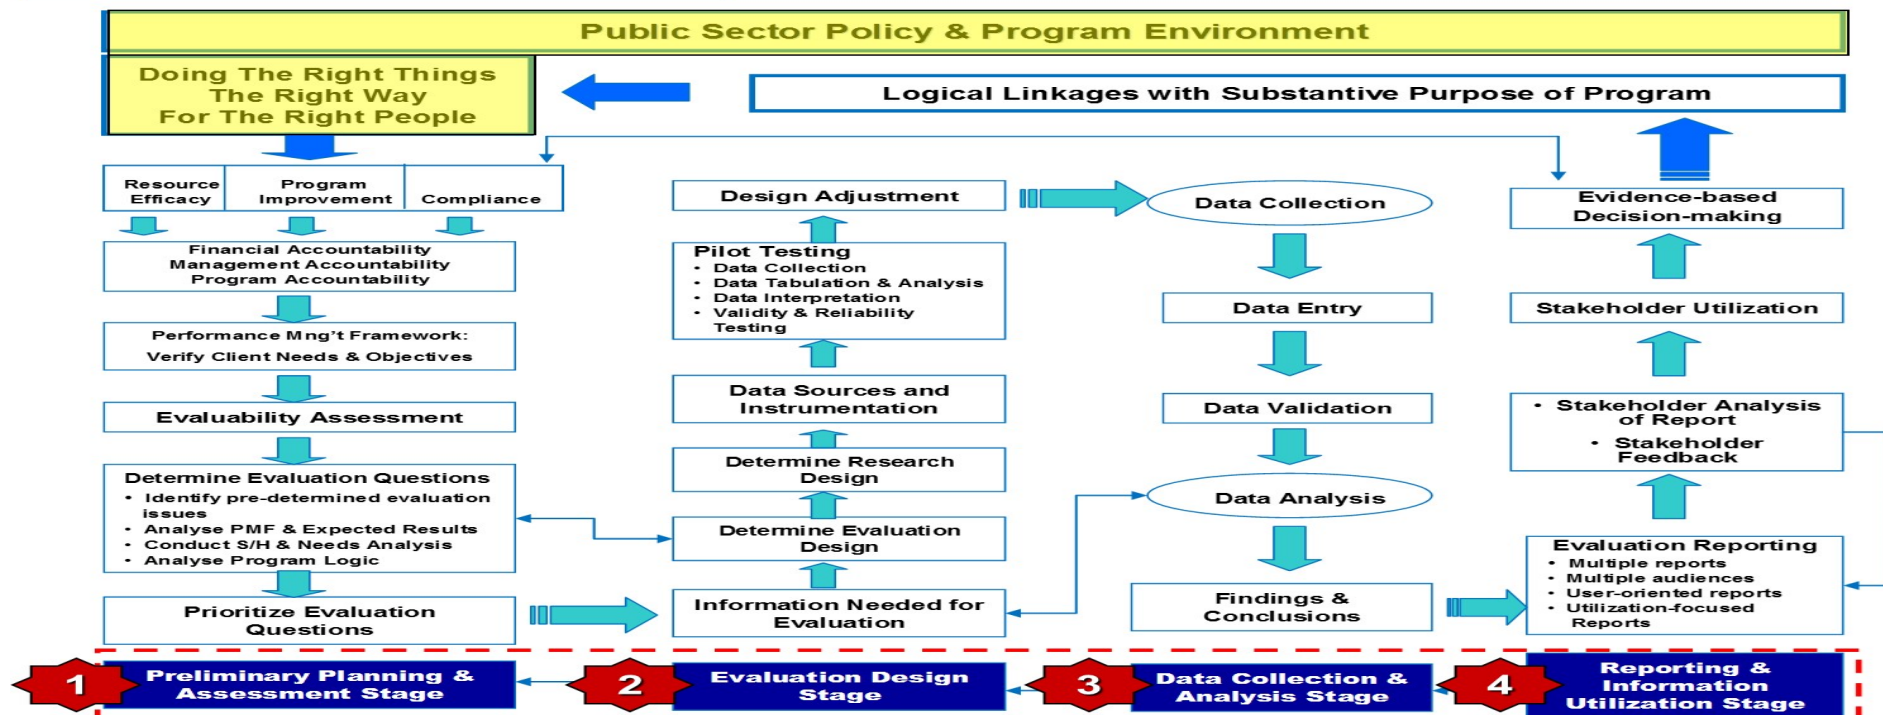 Public Sector Policy & Program Environment
Doing The Right Things
The Right Way
For The Right People
Logical Linkages with Substantive Purpose of Program
Resource
Efficacy
Program
Improvement
Compliance
Financial Accountability
Management Accountability
Program Accountability
Performance Mng’t Framework:
Verify Client Needs & Objectives
Evaluability Assessment
Determine Evaluation Questions
• Identify pre-determined evaluation
issues
• Analyse PMF & Expected Results
• Conduct S/H & Needs Analysis
• Analyse Program Logic
Prioritize Evaluation
Questions
Design Adjustment
Pilot Testing
• Data Collection
• Data Tabulation & Analysis
• Data Interpretation
• Validity & Reliability
Testing
Data Sources and
Instrumentation
Determine Research
Design
Determine Evaluation
Design
Information Needed for
Evaluation
Data Collection
Data Entry
Data Validation
Data Analysis
Findings &
Conclusions
Evidence-based
Decision-making
Stakeholder Utilization
• Stakeholder Analysis
of Report
• Stakeholder
Feedback
Evaluation Reporting
• Multiple reports
• Multiple audiences
• User-oriented reports
• Utilization-focused
Reports
1
Preliminary Planning &
Assessment Stage
2
Evaluation Design
Stage
3
Data Collection &
Analysis Stage
4
Reporting &
Information
Utilization Stage